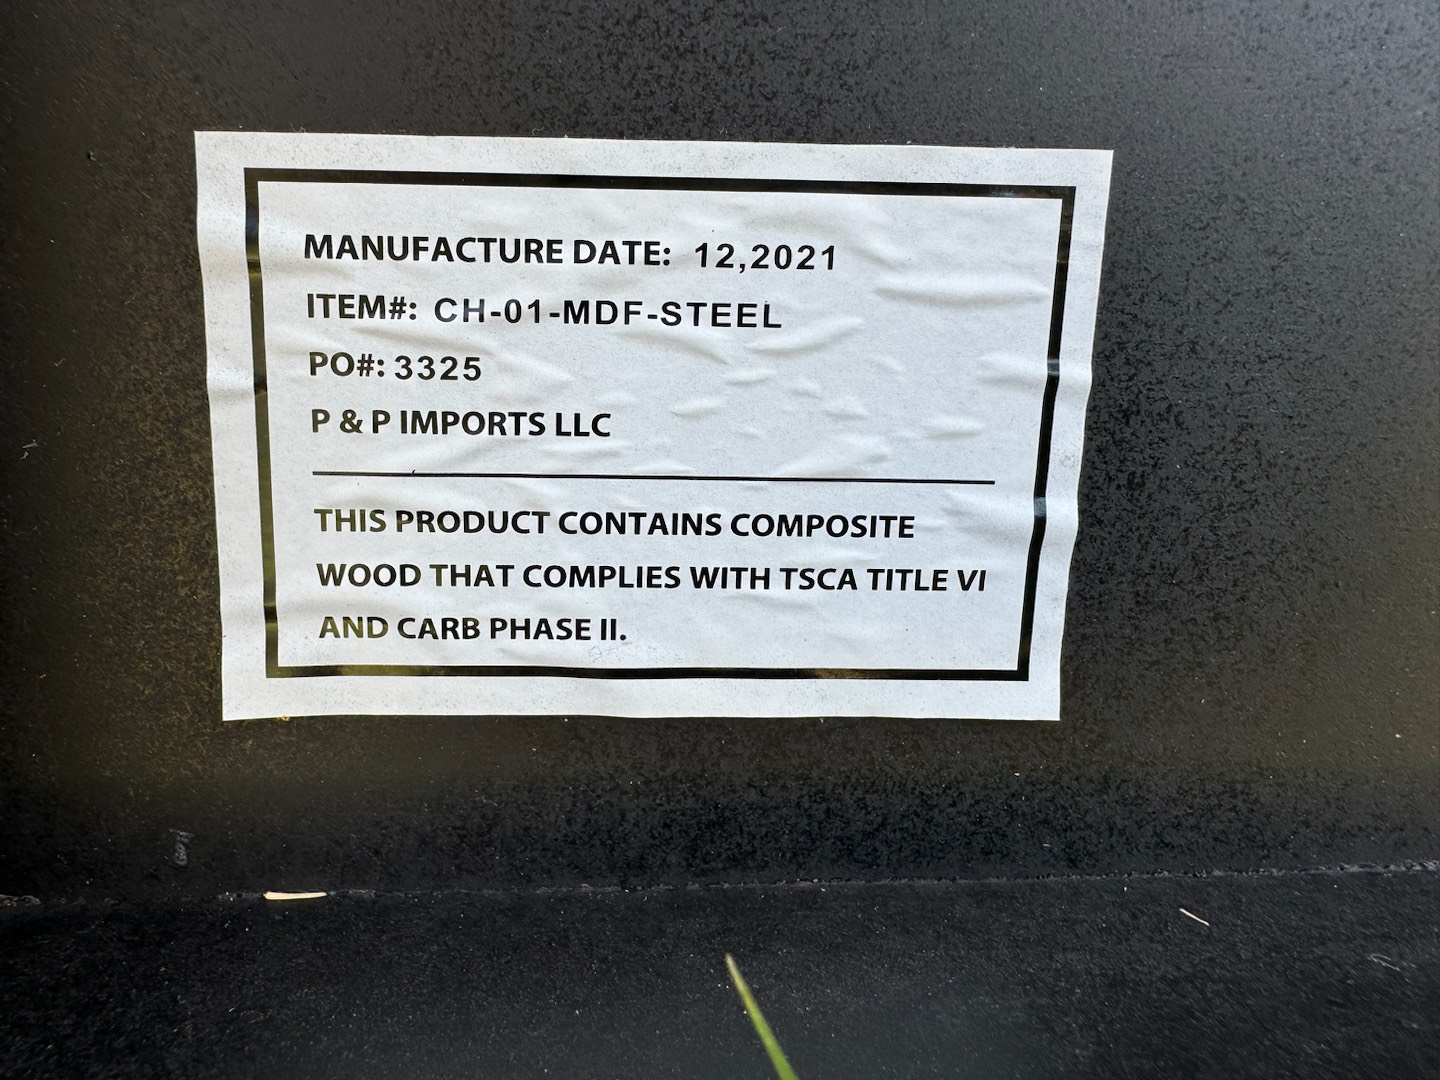 MANUFACTURE DATE: 12,2021
ITEM#: CH-01-MDF-STEEL
PO#: 3325
P & P IMPORTS LLC
THIS PRODUCT CONTAINS COMPOSITE
WOOD THAT COMPLIES WITH TSCA TITLE VI
AND CARB PHASE II.